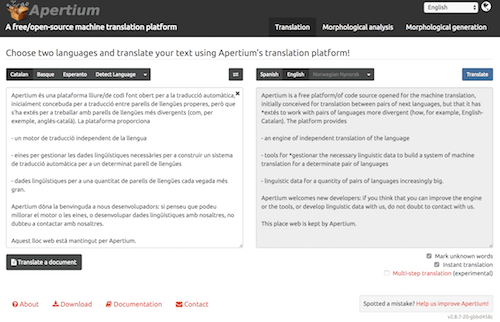 Apertium
A free/open-source machine translation platform
English
Translation Morphological analysis Morphological generation
Choose two languages and translate your text using Apertium's translation platform!
Catalan Basque Esperanto Detect Language
Spanish English Norwegian Nynorsk Translate
Apertium és una plataforma lliure/de codi font obert per a la traducció automàtica,
inicialment concebuda per a traducció entre parells de llengües properes, però que
s'ha estès per a treballar amb parells de llengües més divergents (com, per
exemple, anglès-català). La plataforma proporciona
- un motor de traducció independent de la llengua
- eines per gestionar les dades lingüístiques necessàries per a construir un sistema
de traducció automàtica per a un determinat parell de llengües
- dades lingüístiques per a una quantitat de parells de llengües cada vegada més
gran.
Apertium dóna la benvinguda a nous desenvolupadors: si penseu que podeu
millorar el motor o les eines, o desenvolupar dades lingüístiques amb nosaltres, no
dubteu a contactar amb nosaltres.
Aquest lloc web està mantingut per Apertium.
Apertium is a free platform/of code source opened for the machine translation,
initially conceived for translation between pairs of next languages, but that it has
*extès to work with pairs of languages more divergent (how, for example, English-
Catalan). The platform provides
- an engine of independent translation of the language
- tools for *gestionar the necessary linguistic data to build a system of machine
translation for a determinate pair of languages
- linguistic data for a quantity of pairs of languages increasingly big.
Apertium welcomes new developers: if you think that you can improve the engine
or the tools, or develop linguistic data with us, do not doubt to contact with us.
This place web is kept by Apertium.
Translate a document
Mark unknown words
Instant translation
Multi-step translation (experimental)
About Download Documentation Contact
Spotted a mistake? Help us improve Apertium!